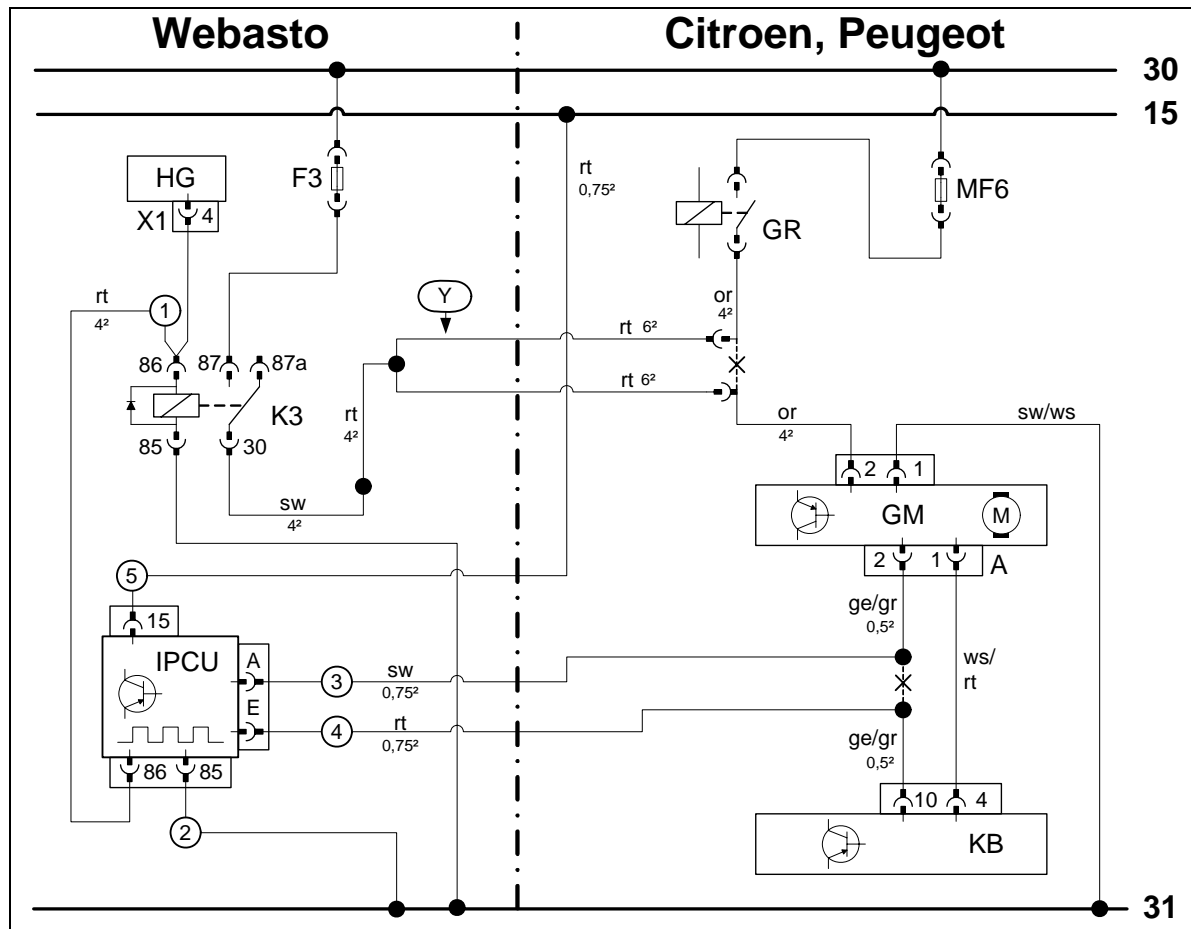 Webasto
Citroen, Peugeot
30
15
HG
X1
4
F3
rt
0,75²
GR
MF6
rt
4²
1
Y
or
4²
rt 6²
86
87
87a
K3
rt 6²
85
30
rt
4²
or
4²
sw/ws
sw
4²
2
1
GM
M
5
2
1
A
15
ge/gr
0,5²
IPCU
A
3
sw
0,75²
ws/
rt
E
4
rt
0,75²
ge/gr
0,5²
86
85
10
4
2
KB
31